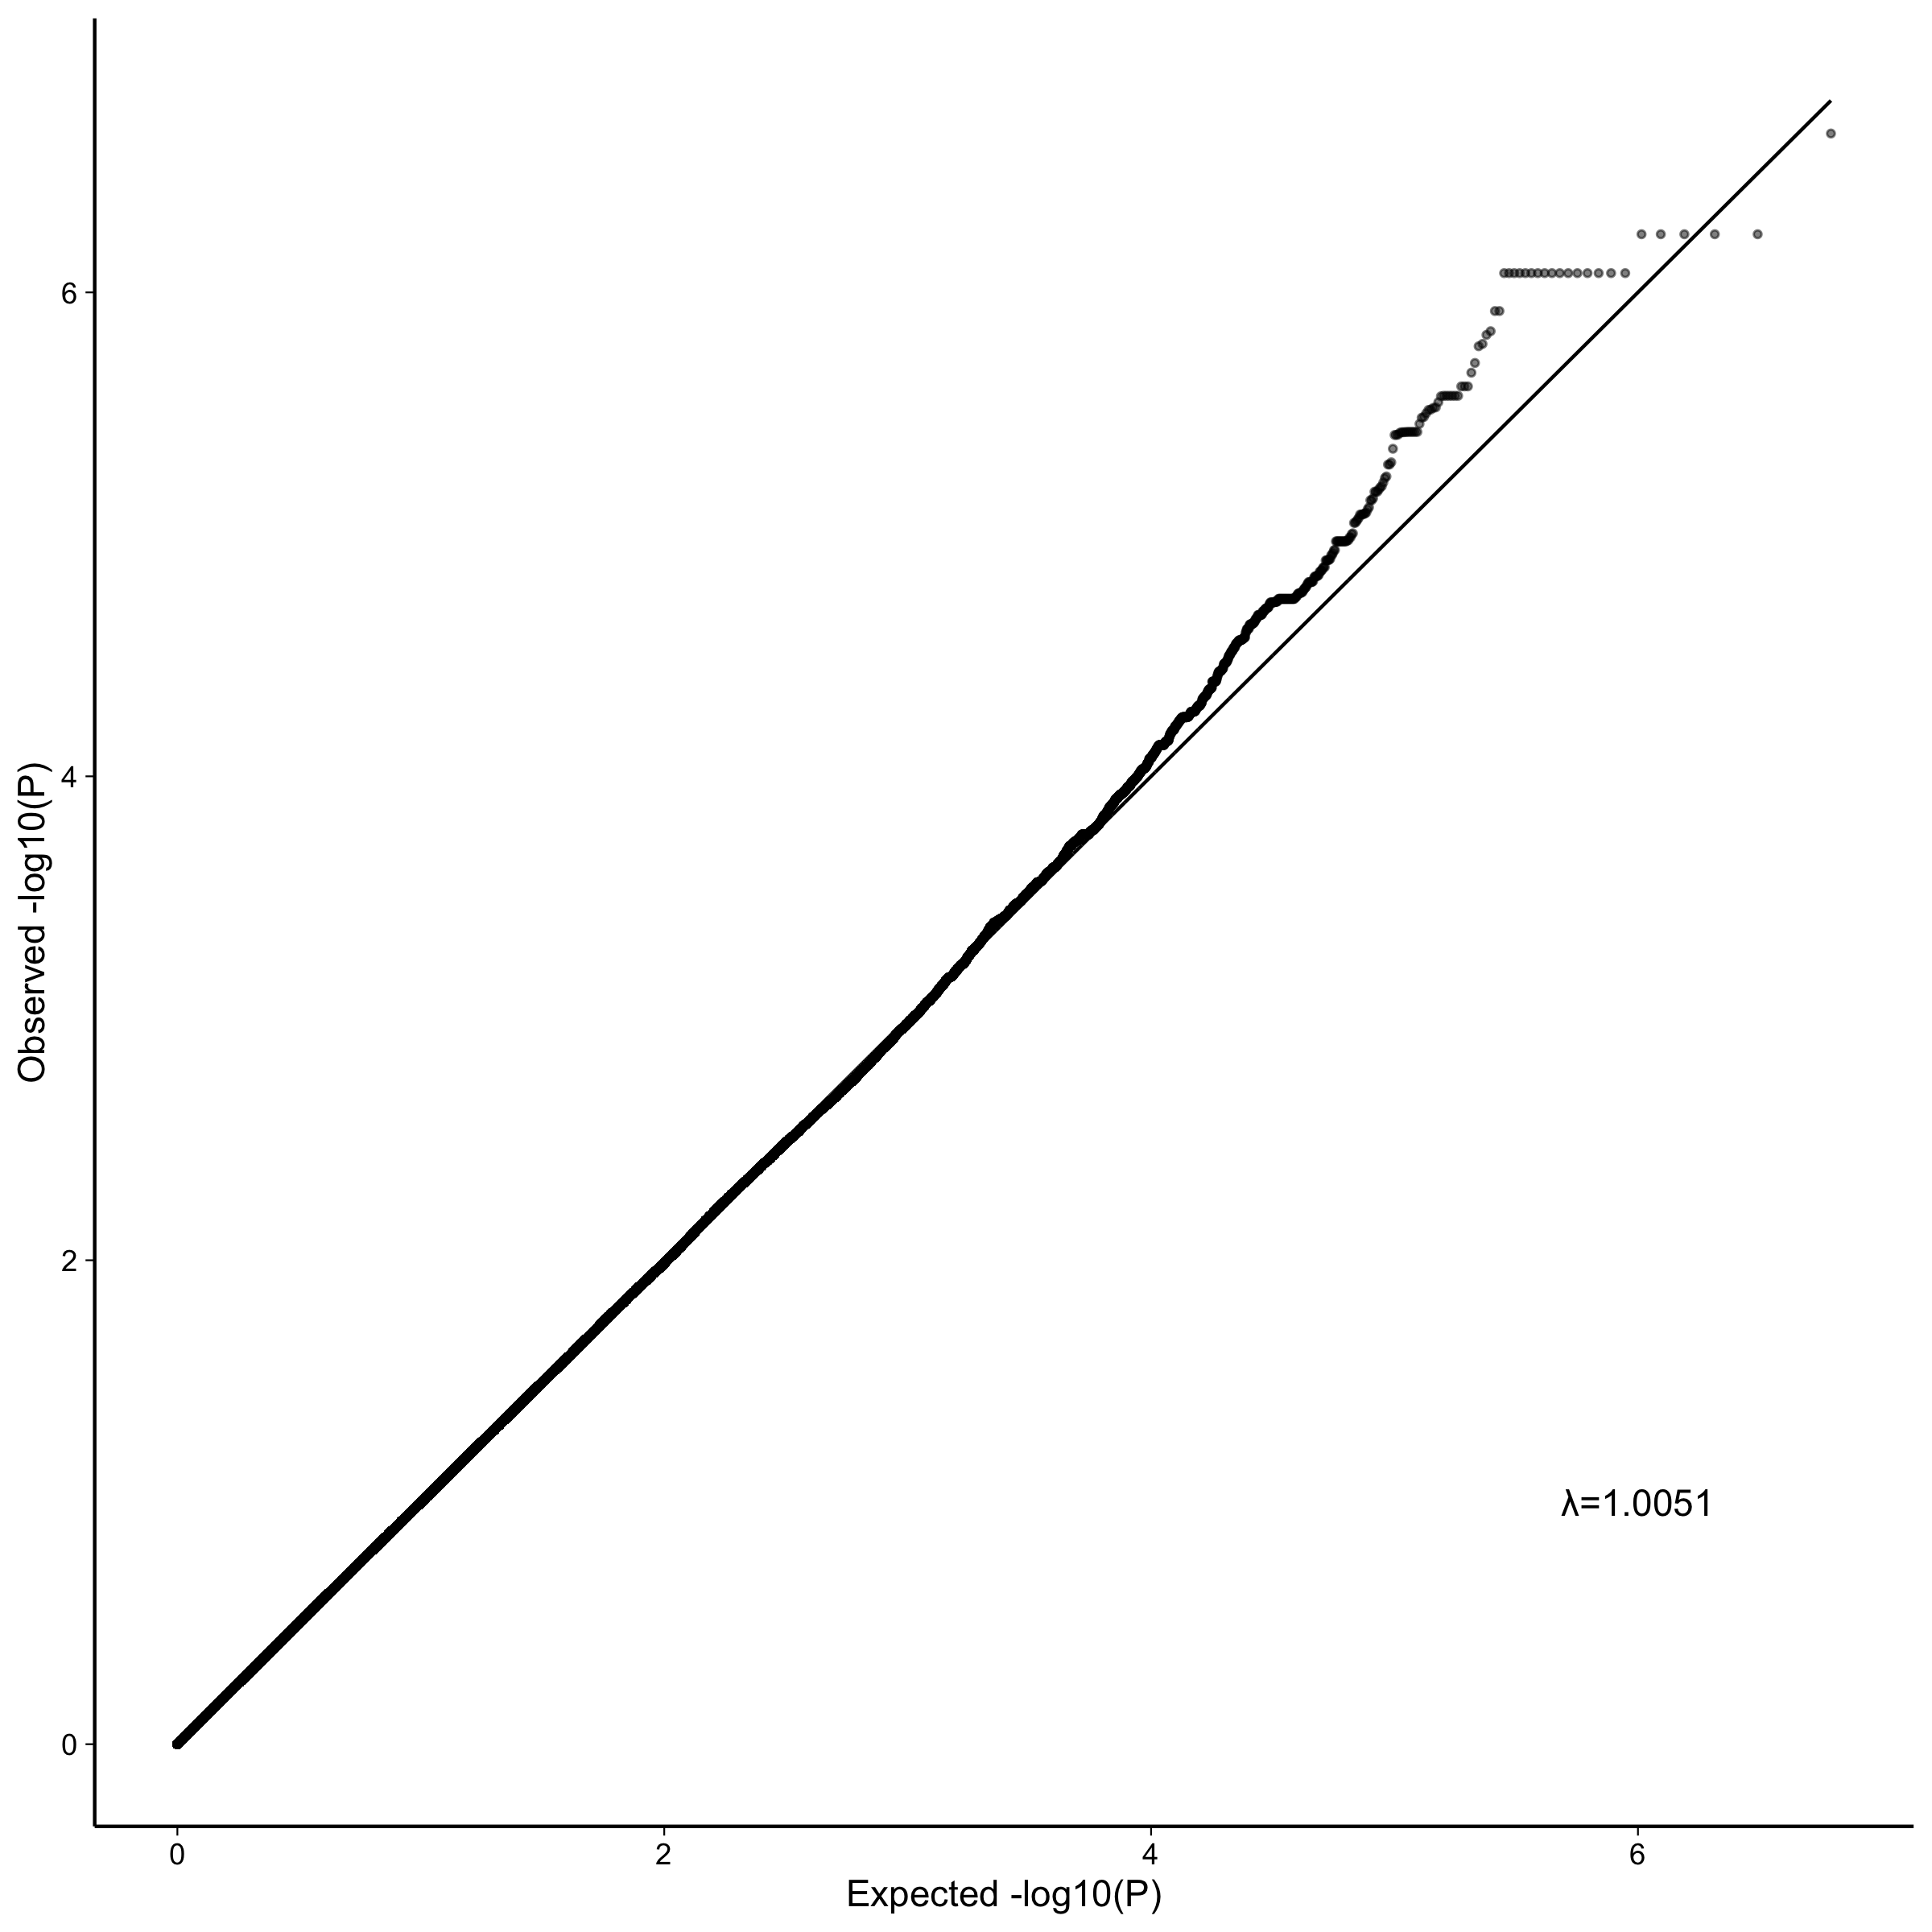 Observed -log10(P)
6
4
2
0
λ=1.0051
0 2 4 6
Expected -log10(P)